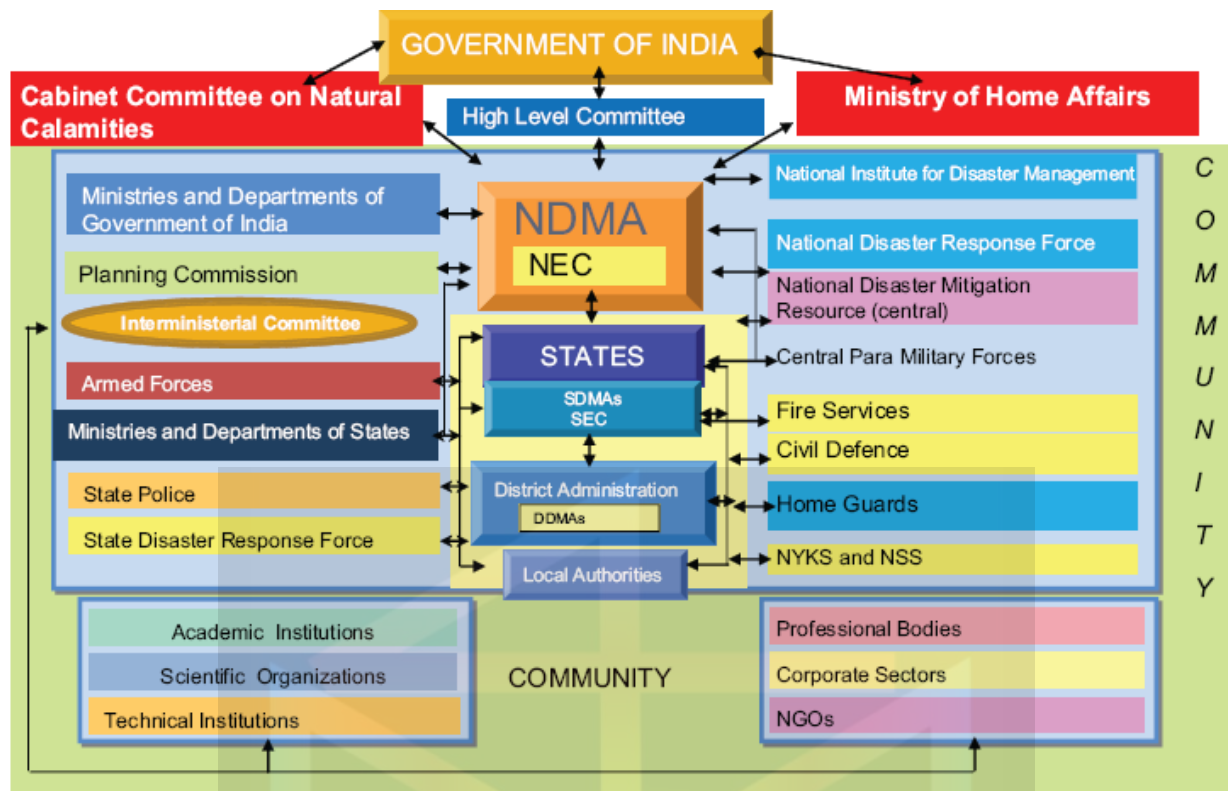 GOVERNMENT OF INDIA
Cabinet Committee on Natural
Calamities
High Level Committee
Ministry of Home Affairs
Ministries and Departments of
Government of India
Planning Commission
Interministerial Committee
Armed Forces
Ministries and Departments of States
State Police
State Disaster Response Force
NDMA
NEC
STATES
SDMAs
SEC
District Administration
DDMAs
Local Authorities
National Institute for Disaster Management
National Disaster Response Force
National Disaster Mitigation
Resource (central)
Central Para Military Forces
Fire Services
Civil Defence
Home Guards
NYKS and NSS
COMMUNITY
Academic Institutions
Scientific Organizations
Technical Institutions
COMMUNITY
Professional Bodies
Corporate Sectors
NGOs